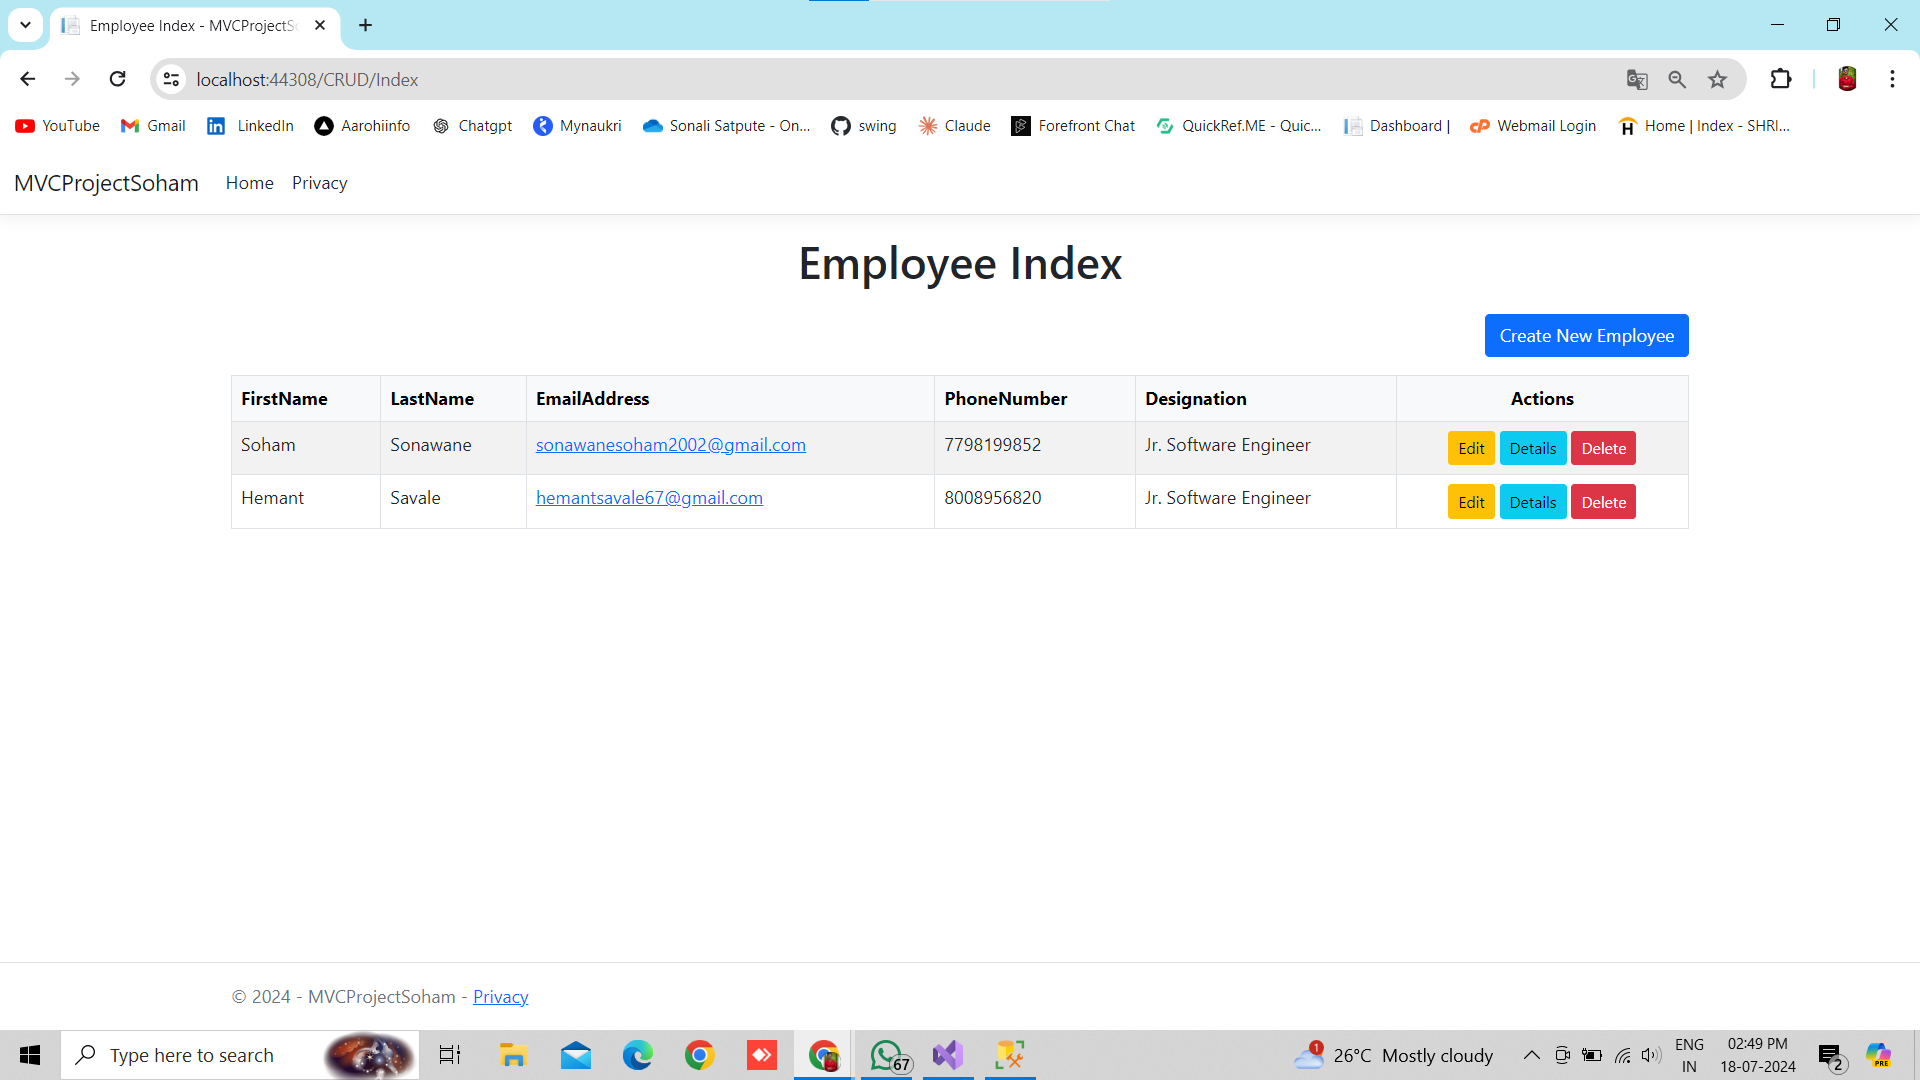 Employee Index - MVCProjectSo
localhost:44308/CRUD/Index
YouTube Gmail LinkedIn Aarohiinfo Chatgpt Mynaukri Sonali Satpute - On... swing Claude Forefront Chat QuickRef.ME - Quic... Dashboard | Webmail Login Home | Index - SHRI...
MVCProjectSoham Home Privacy
Employee Index
Create New Employee
FirstName LastName EmailAddress PhoneNumber Designation Actions
Soham Sonawane sonawanesoham2002@gmail.com 7798199852 Jr. Software Engineer Edit Details Delete
Hemant Savale hemantsavale67@gmail.com 8008956820 Jr. Software Engineer Edit Details Delete
© 2024 - MVCProjectSoham - Privacy
Type here to search 67 1 26°C Mostly cloudy ENG IN 02:49 PM 18-07-2024 2 PRE